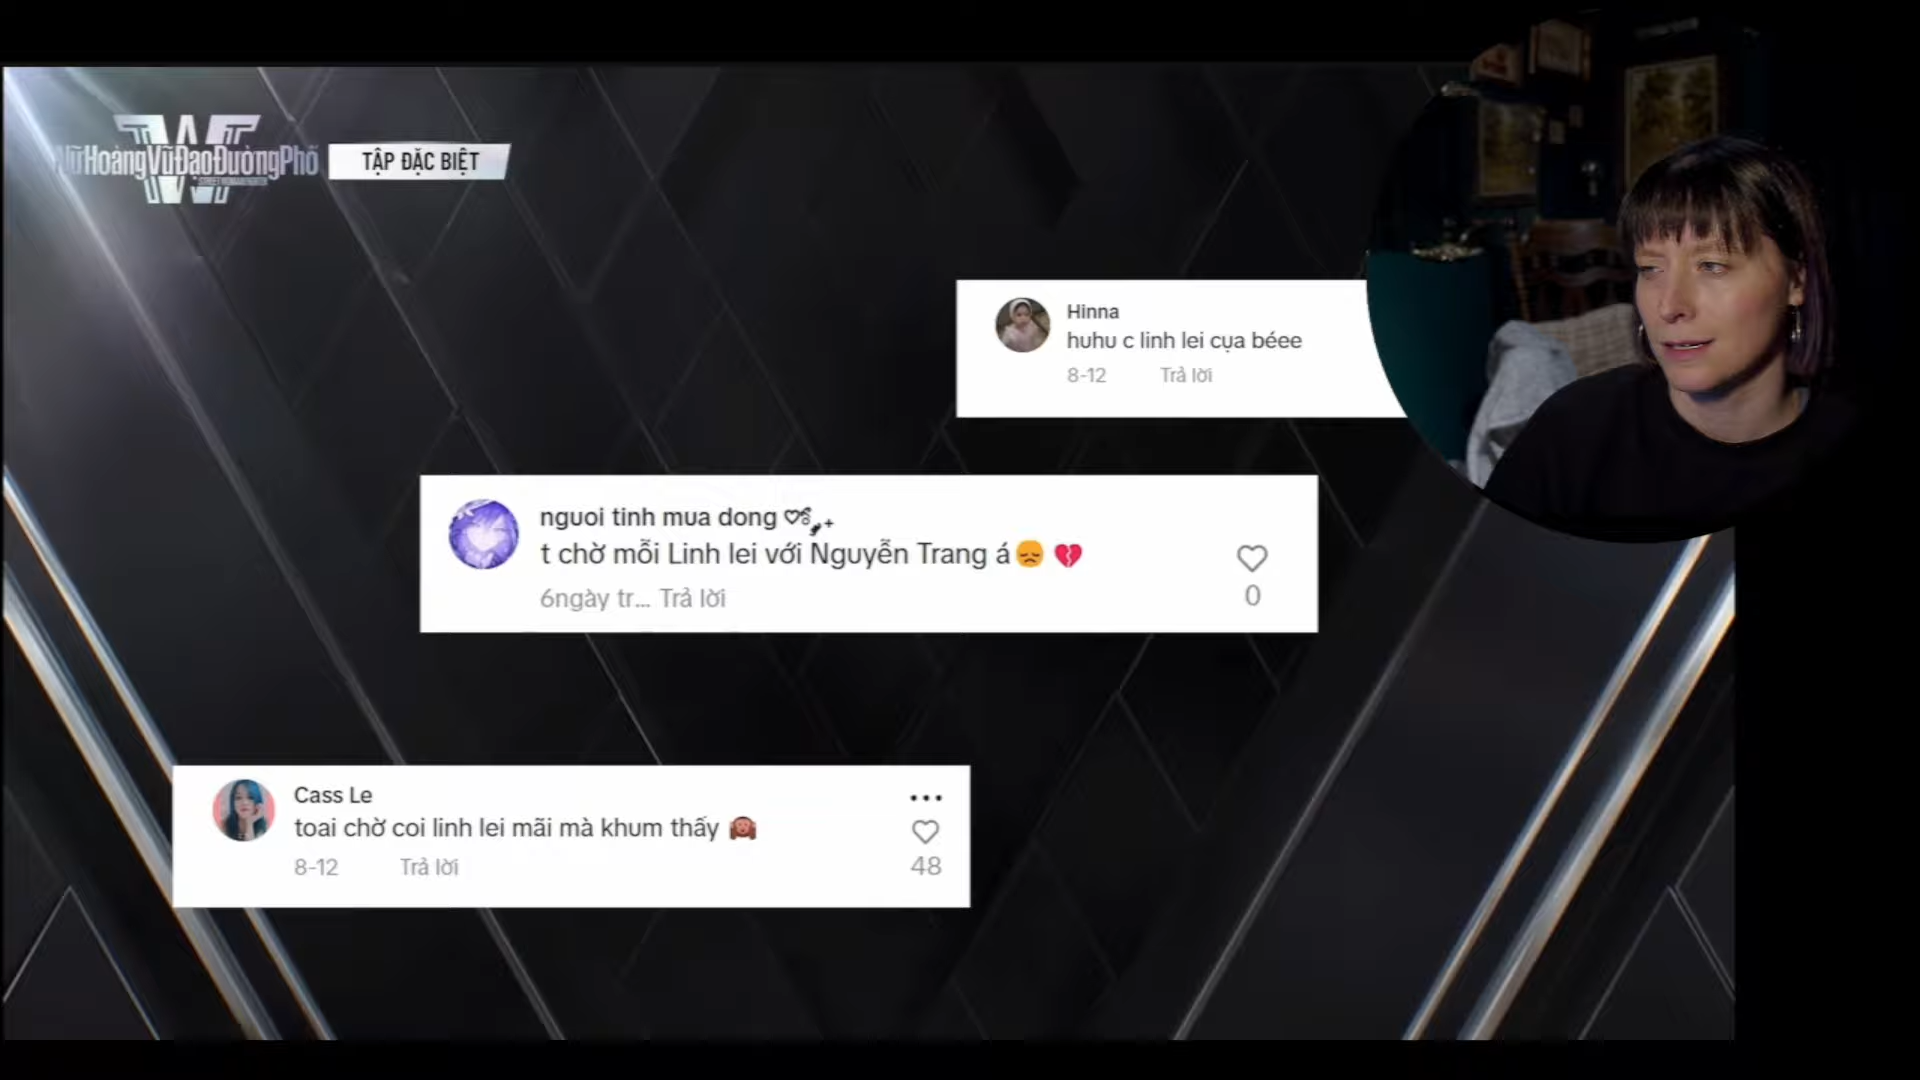 NữHoàngVũĐạoĐườngPhố
TẬP ĐẶC BIỆT
Hinna
huhu c linh lei cụa béeee
8-12 Trả lời
nguoi tinh mua dong
t chờ mỗi Linh lei với Nguyễn Trang á😞 💔
6ngày tr... Trả lời
0
Cass Le
toai chờ coi linh lei mãi mà khum thấy 🙉
8-12 Trả lời
48